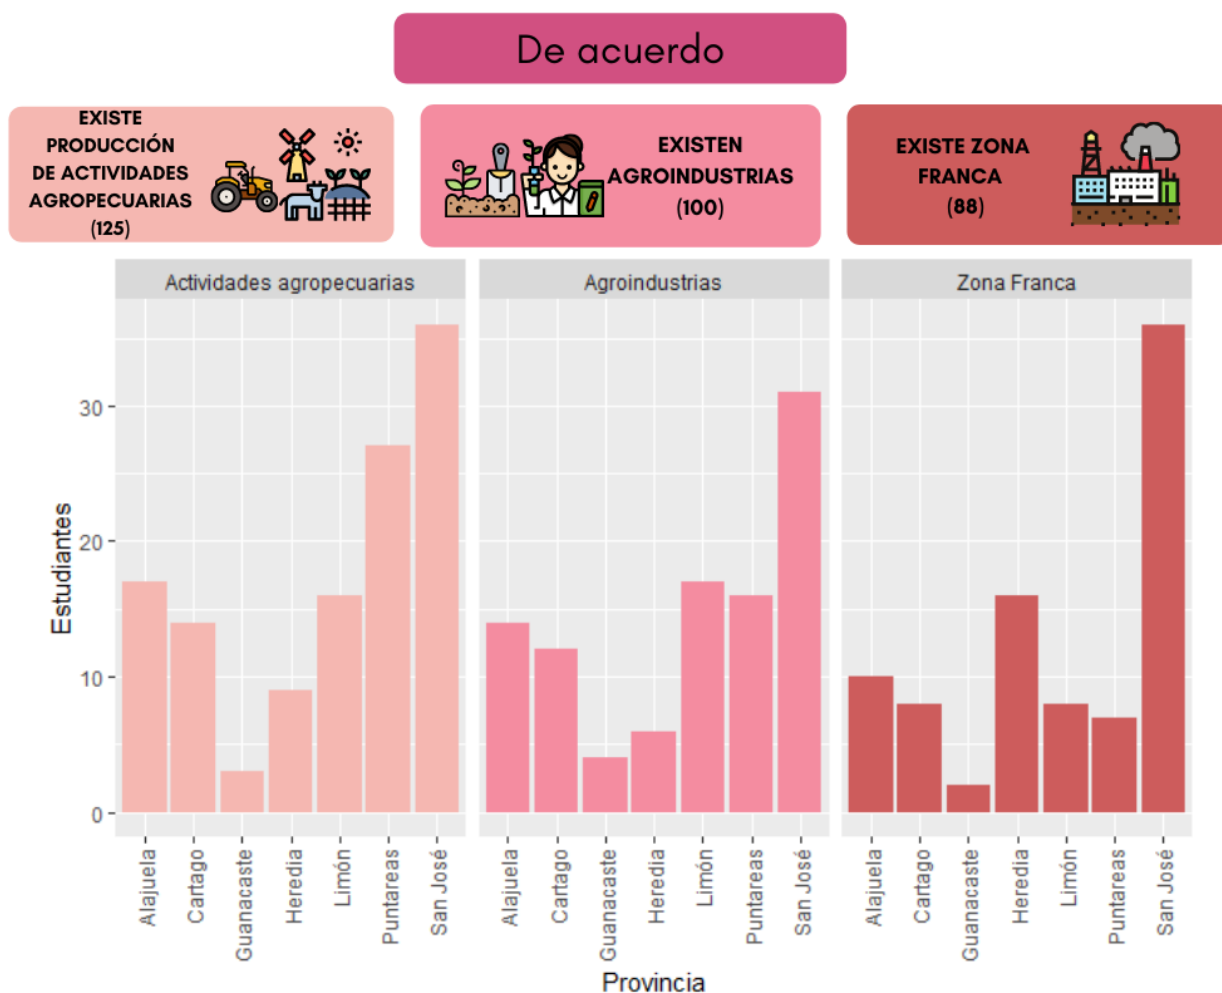 De acuerdo
EXISTE
PRODUCCIÓN
DE ACTIVIDADES
AGROPECUARIAS
(125)
EXISTEN
AGROINDUSTRIAS
(100)
EXISTE ZONA
FRANCA
(88)
Actividades agropecuarias
Agroindustrias
Zona Franca
Estudiantes
30
20
10
0
Alajuela
Cartago
Guanacaste
Heredia
Limón
Puntareas
San José
Alajuela
Cartago
Guanacaste
Heredia
Limón
Puntareas
San José
Alajuela
Cartago
Guanacaste
Heredia
Limón
Puntareas
San José
Provincia